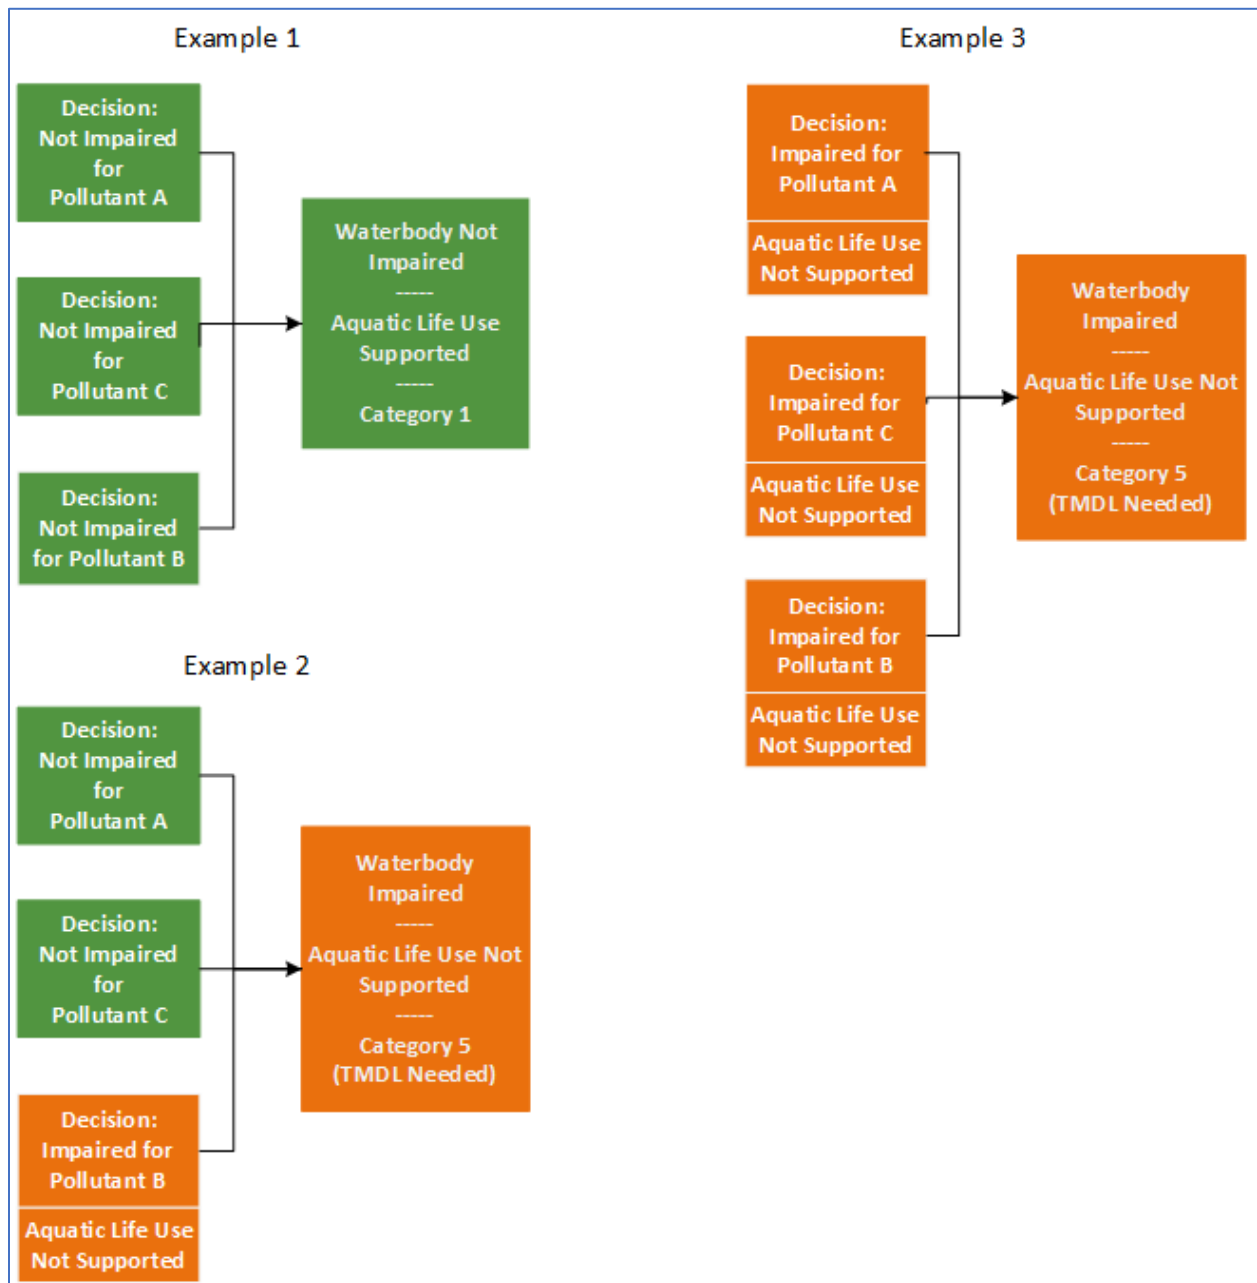 Example 1
Decision:
Not Impaired
for
Pollutant A
Decision:
Not Impaired
for
Pollutant C
Decision:
Not Impaired
for Pollutant B
Waterbody Not
Impaired
-----
Aquatic Life Use
Supported
-----
Category 1
Example 2
Decision:
Not Impaired
for
Pollutant A
Decision:
Not Impaired
for
Pollutant C
Decision:
Impaired for
Pollutant B
Aquatic Life Use
Not Supported
Waterbody
Impaired
-----
Aquatic Life Use Not
Supported
-----
Category 5
(TMDL Needed)
Example 3
Decision:
Impaired for
Pollutant A
Aquatic Life Use
Not Supported
Decision:
Impaired for
Pollutant C
Aquatic Life Use
Not Supported
Decision:
Impaired for
Pollutant B
Aquatic Life Use
Not Supported
Waterbody
Impaired
-----
Aquatic Life Use Not
Supported
-----
Category 5
(TMDL Needed)